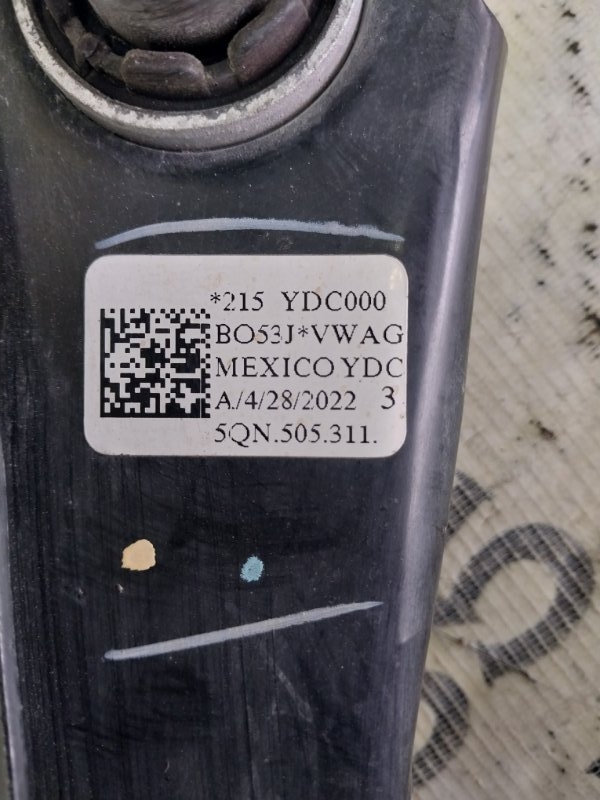 *215 YDC000
BO53J*VWAG
MEXICO YDC
A./4/28/2022 3
5QN.505.311.